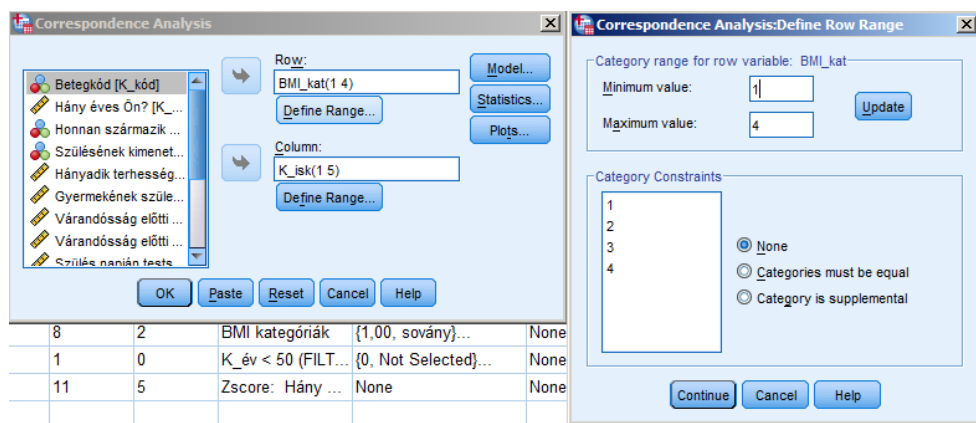 Correspondence Analysis
Betegkód [K_kód]
Hány éves Ön? [K_...
Honnan származik ...
Szülésének kimenet...
Hányadik terhesség...
Gyermekének szüle...
Várandósság előtti ...
Várandósság előtti ...
Szülés napján tests...
Row:
BMI_kat(1 4)
Define Range...
Column:
K_isk(1 5)
Define Range...
Model...
Statistics...
Plots...
OK
Paste
Reset
Cancel
Help
8 2 BMI kategóriák {1,00, sovány}... None
1 0 K_év < 50 (FILT... {0, Not Selected}... None
11 5 Zscore: Hány ... None None
Correspondence Analysis:Define Row Range
Category range for row variable: BMI_kat
Minimum value: 1
Maximum value: 4
Update
Category Constraints
1
2
3
4
None
Categories must be equal
Category is supplemental
Continue
Cancel
Help